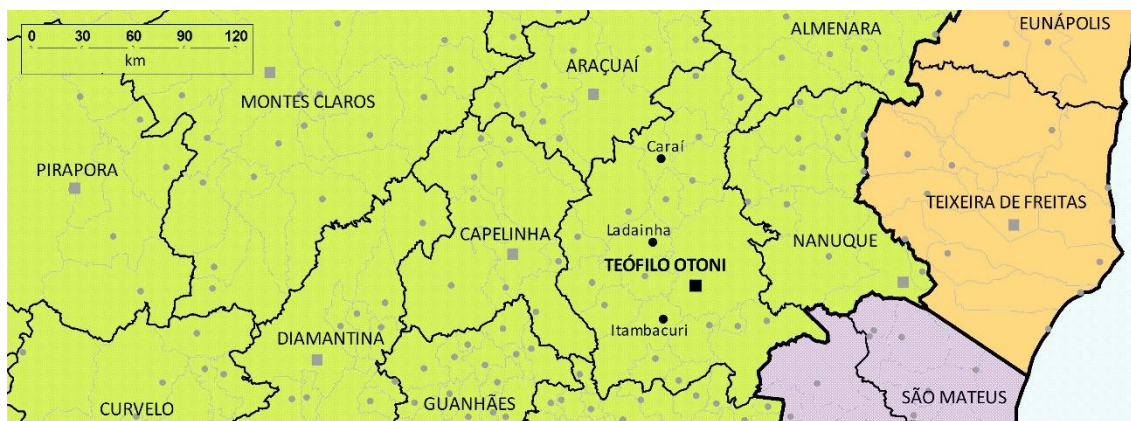 0 30 60 90 120
km
EUNÁPOLIS
ALMENARA
ARAÇUAÍ
MONTES CLAROS
Caraí
PIRAPORA
TEIXEIRA DE FREITAS
Ladainha
CAPELINHA
NANUQUE
TEÓFILO OTONI
Itambacuri
DIAMANTINA
SÃO MATEUS
GUANHÃES
CURVELO